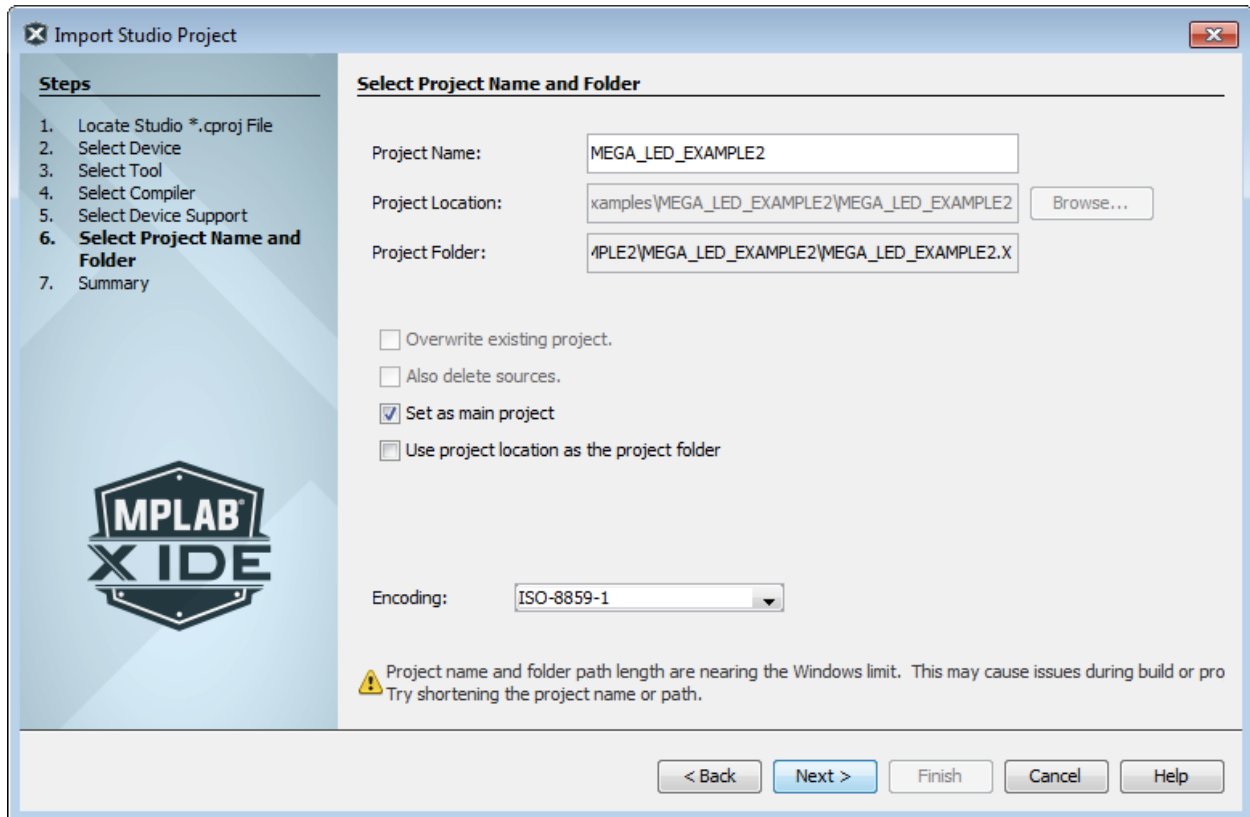 Import Studio Project
Steps
1. Locate Studio *.cproj File
2. Select Device
3. Select Tool
4. Select Compiler
5. Select Device Support
6. Select Project Name and
Folder
7. Summary
MPLAB®
X IDE
Select Project Name and Folder
Project Name: MEGA_LED_EXAMPLE2
Project Location: xamples\MEGA_LED_EXAMPLE2\MEGA_LED_EXAMPLE2 Browse...
Project Folder: MPLE2\MEGA_LED_EXAMPLE2\MEGA_LED_EXAMPLE2.X
Overwrite existing project.
Also delete sources.
Set as main project
Use project location as the project folder
Encoding: ISO-8859-1
Project name and folder path length are nearing the Windows limit. This may cause issues during build or pro
Try shortening the project name or path.
< Back Next > Finish Cancel Help